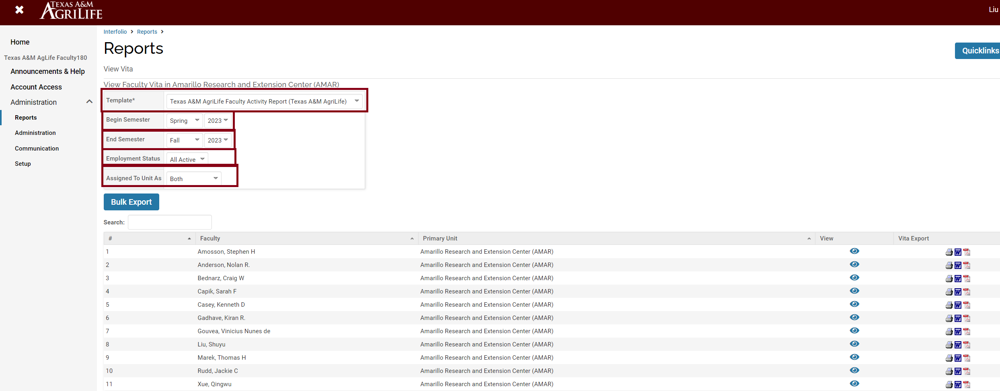 TEXAS A&M
AGRILIFE
Liu
Home
Texas A&M AgLife Faculty180
Announcements & Help
Account Access
Administration
Reports
Administration
Communication
Setup
Interfolio > Reports >
Reports
Quicklinks
View Vita
View Faculty Vita in Amarillo Research and Extension Center (AMAR)
Template* Texas A&M AgriLife Faculty Activity Report (Texas A&M AgriLife)
Begin Semester Spring 2023
End Semester Fall 2023
Employment Status All Active
Assigned To Unit As Both
Bulk Export
Search:
# Faculty Primary Unit View Vita Export
1 Amosson, Stephen H Amarillo Research and Extension Center (AMAR)
2 Anderson, Nolan R. Amarillo Research and Extension Center (AMAR)
3 Bednarz, Craig W Amarillo Research and Extension Center (AMAR)
4 Capik, Sarah F Amarillo Research and Extension Center (AMAR)
5 Casey, Kenneth D Amarillo Research and Extension Center (AMAR)
6 Gadhave, Kiran R. Amarillo Research and Extension Center (AMAR)
7 Gouvea, Vinicius Nunes de Amarillo Research and Extension Center (AMAR)
8 Liu, Shuyu Amarillo Research and Extension Center (AMAR)
9 Marek, Thomas H Amarillo Research and Extension Center (AMAR)
10 Rudd, Jackie C Amarillo Research and Extension Center (AMAR)
11 Xue, Qingwu Amarillo Research and Extension Center (AMAR)